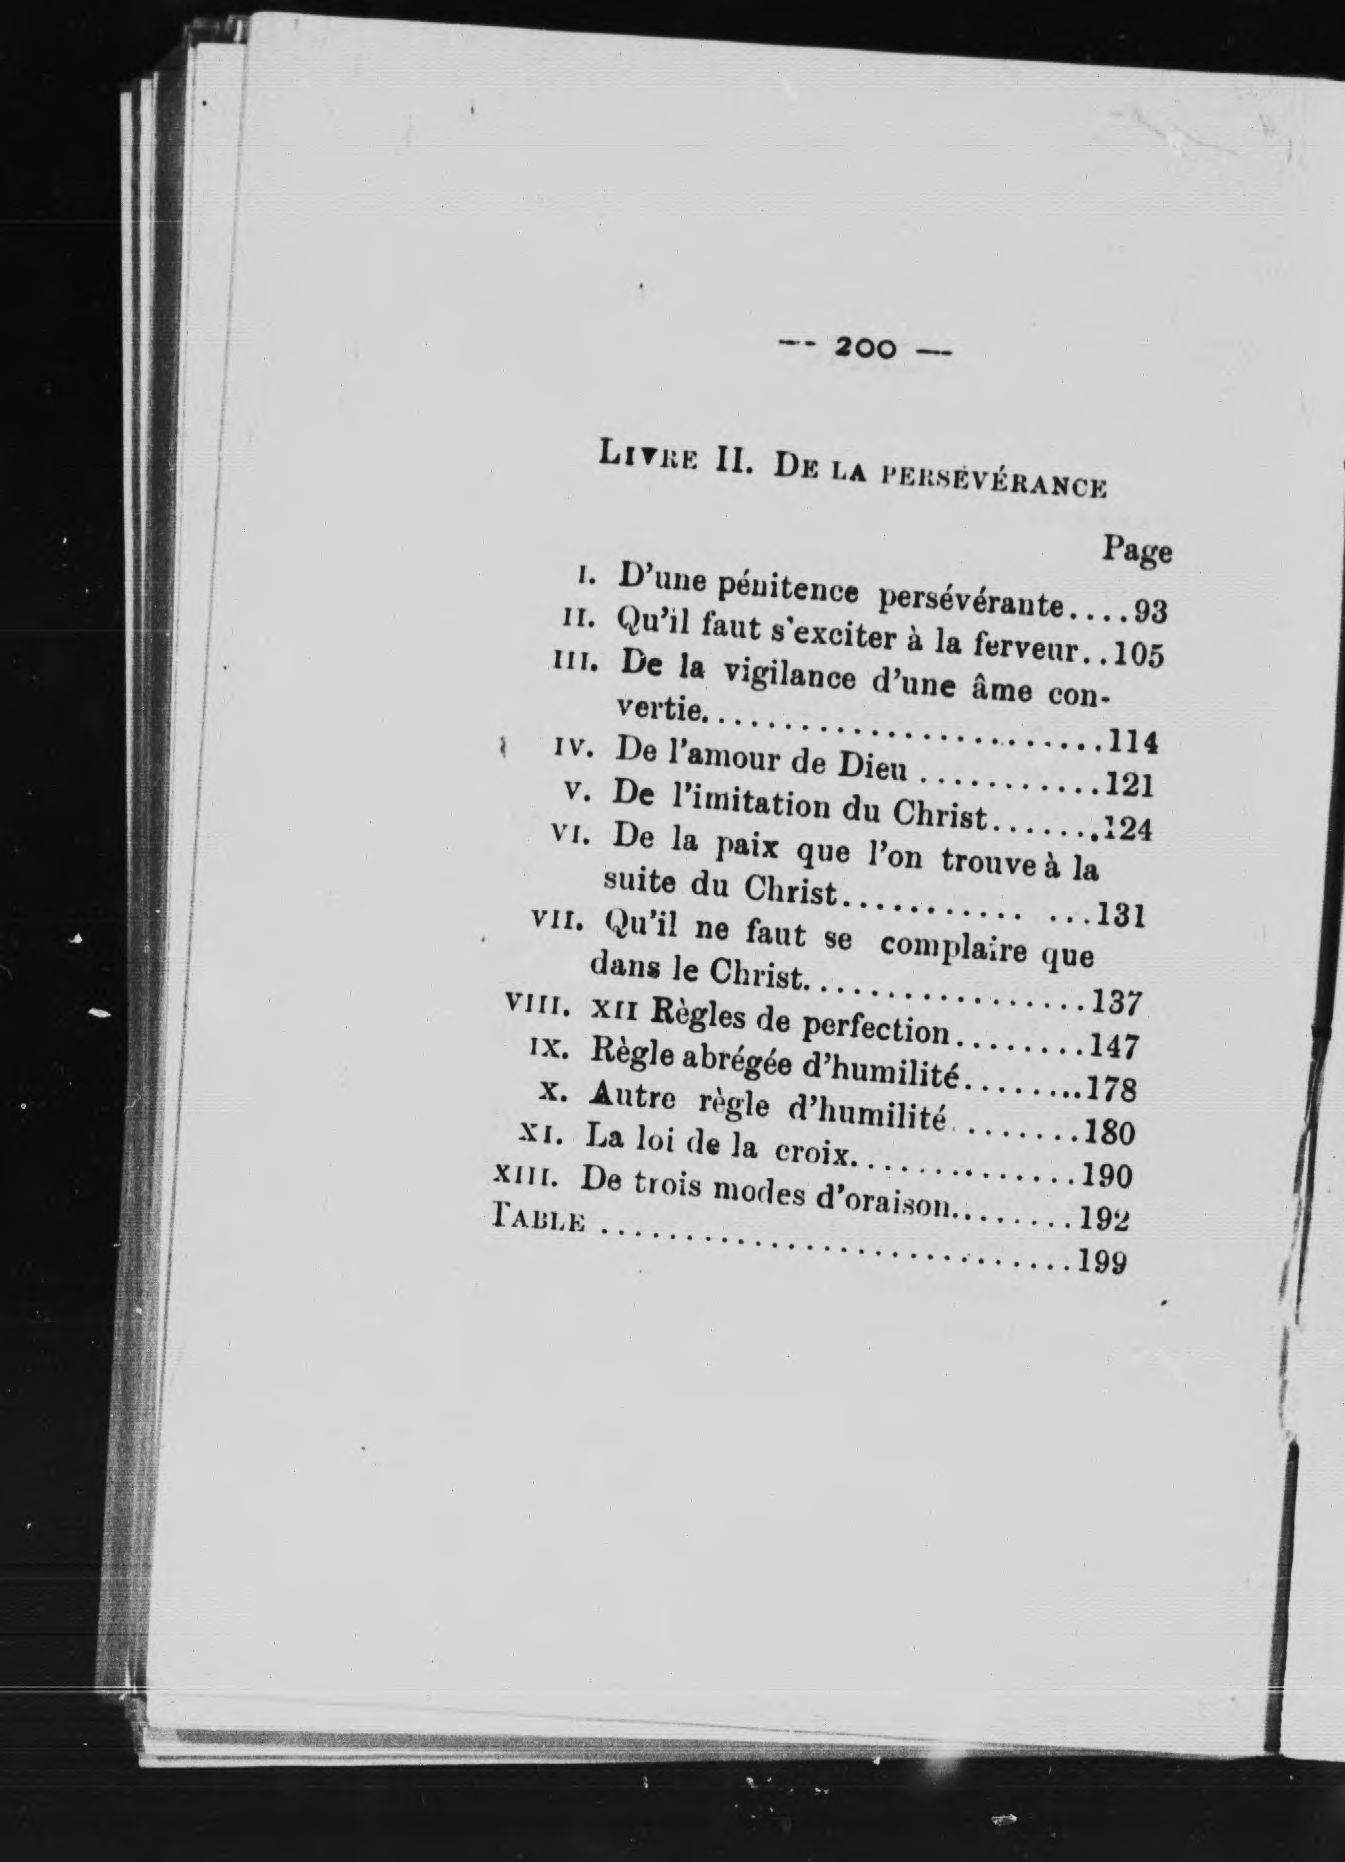 — 200 —
LIVRE II. DE LA PERSÉVÉRANCE
Page
I. D'une pénitence persévérante....93
II. Qu'il faut s'exciter à la ferveur..105
III. De la vigilance d'une âme con-
vertie........................114
IV. De l'amour de Dieu ...........121
V. De l'imitation du Christ.......124
VI. De la paix que l'on trouve à la
suite du Christ........... ...131
VII. Qu'il ne faut se complaire que
dans le Christ.................137
VIII. XII Règles de perfection........147
IX. Règle abrégée d'humilité........178
X. Autre règle d'humilité ........180
XI. La loi de la croix..............190
XIII. De trois modes d'oraison........192
TABLE ............................199